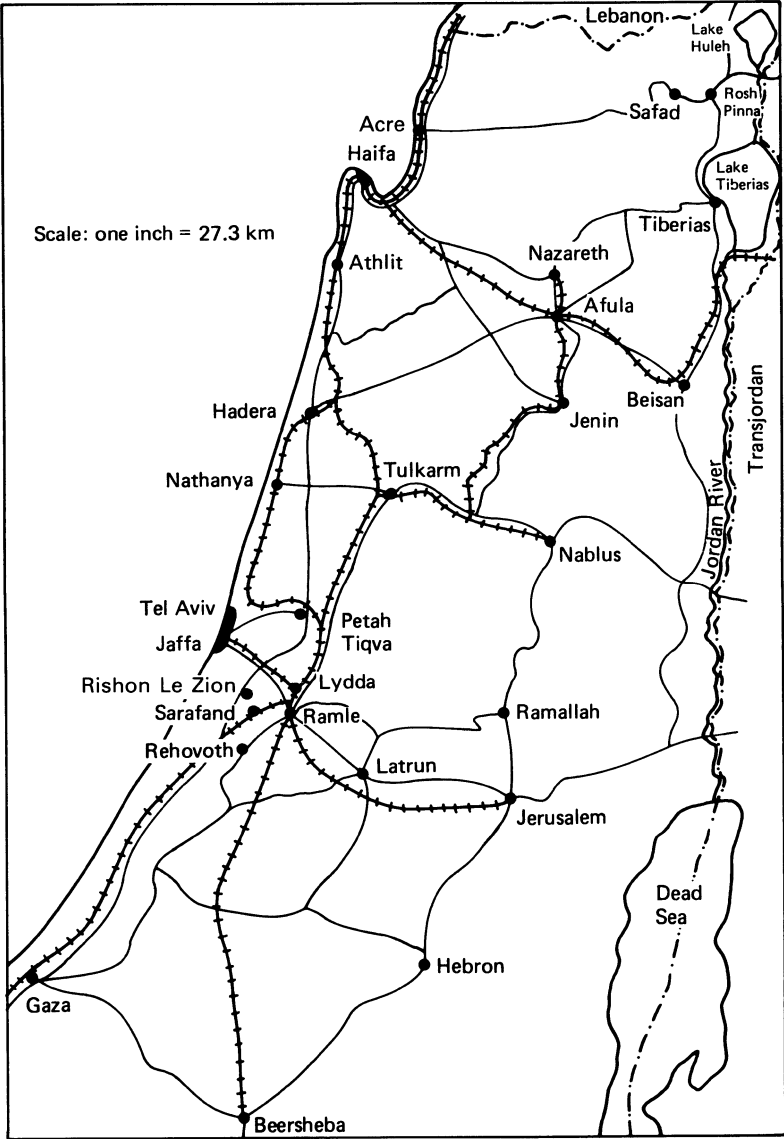 Lebanon
Lake
Huleh
Safad
Rosh
Pinna
Acre
Haifa
Lake
Tiberias
Tiberias
Scale: one inch = 27.3 km
Nazareth
Athlit
Afula
Transjordan
Beisan
Hadera
Jenin
Nathanya
Tulkarm
Jordan River
Nablus
Tel Aviv
Jaffa
Petah
Tiqva
Rishon Le Zion
Lydda
Sarafand
Ramle
Ramallah
Rehovoth
Latrun
Jerusalem
Dead
Sea
Hebron
Gaza
Beersheba